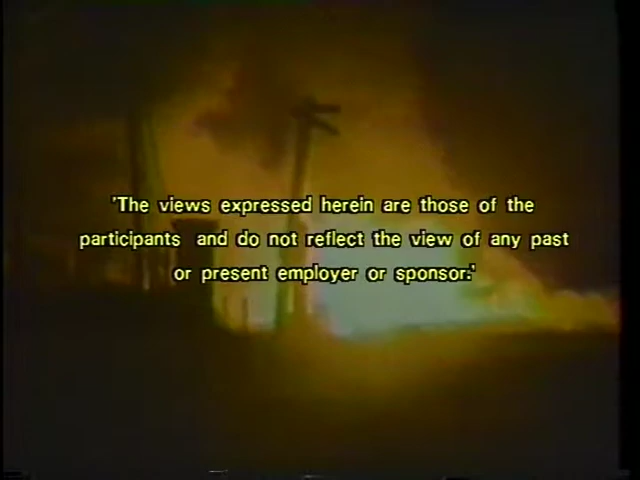 'The views expressed herein are those of the
participants and do not reflect the view of any past
or present employer or sponsor.'